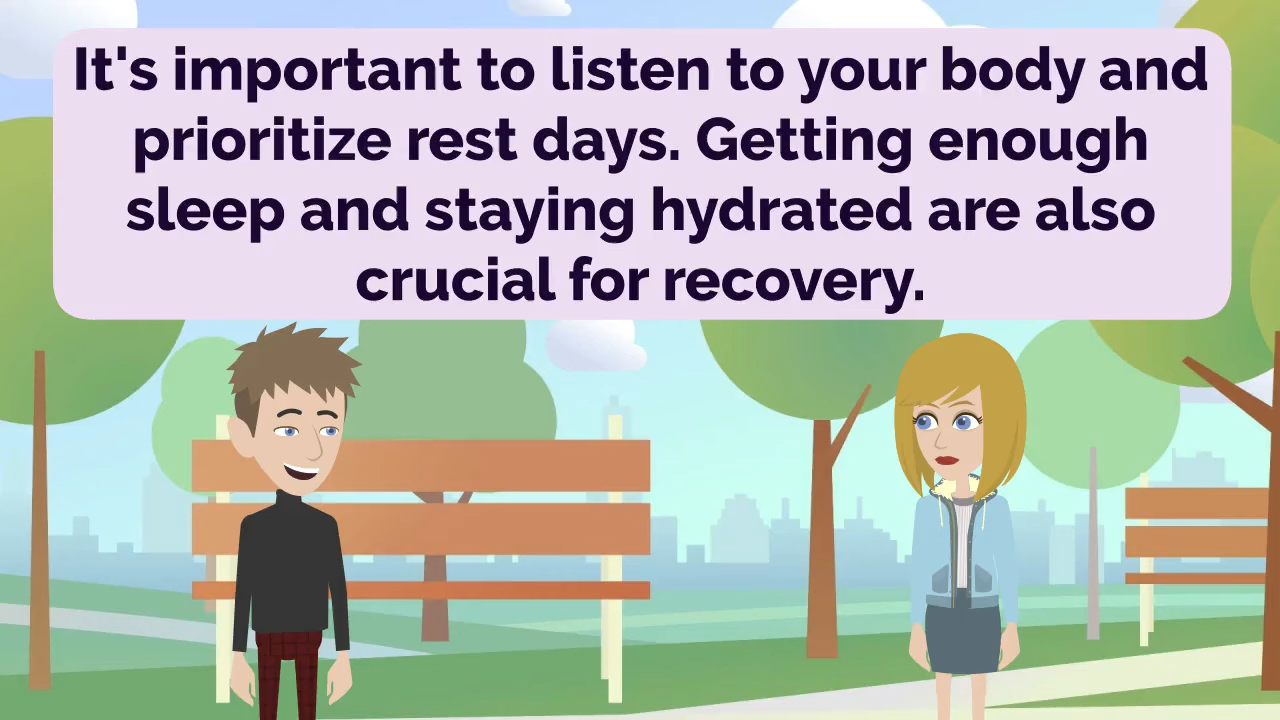 It's important to listen to your body and
prioritize rest days. Getting enough
sleep and staying hydrated are also
crucial for recovery.